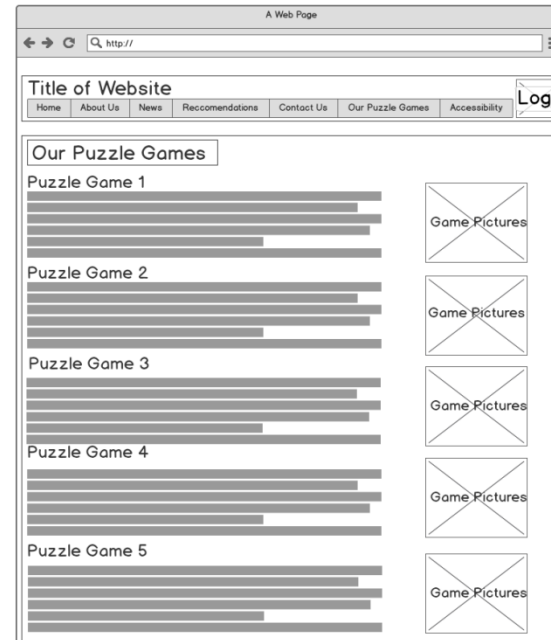 A Web Page
http://
Title of Website
Home About Us News Reccomendations Contact Us Our Puzzle Games Accessibility
Log
Our Puzzle Games
Puzzle Game 1
Game Pictures
Puzzle Game 2
Game Pictures
Puzzle Game 3
Game Pictures
Puzzle Game 4
Game Pictures
Puzzle Game 5
Game Pictures